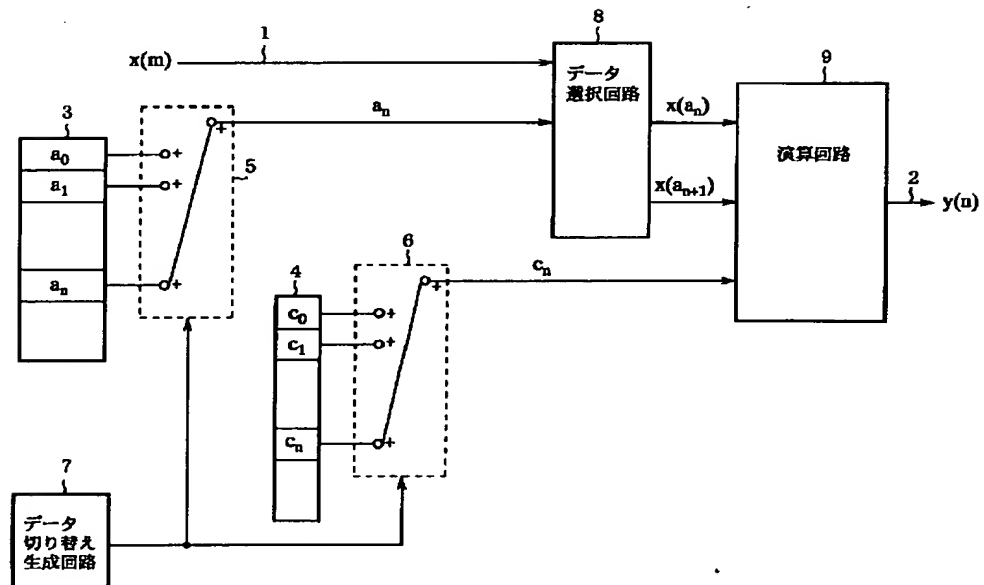 1
x(m)
8
データ
選択回路
9
演算回路
3
a0
a1
an
5
an
x(an)
x(an+1)
2
y(n)
6
4
c0
c1
cn
cn
7
データ
切り替え
生成回路